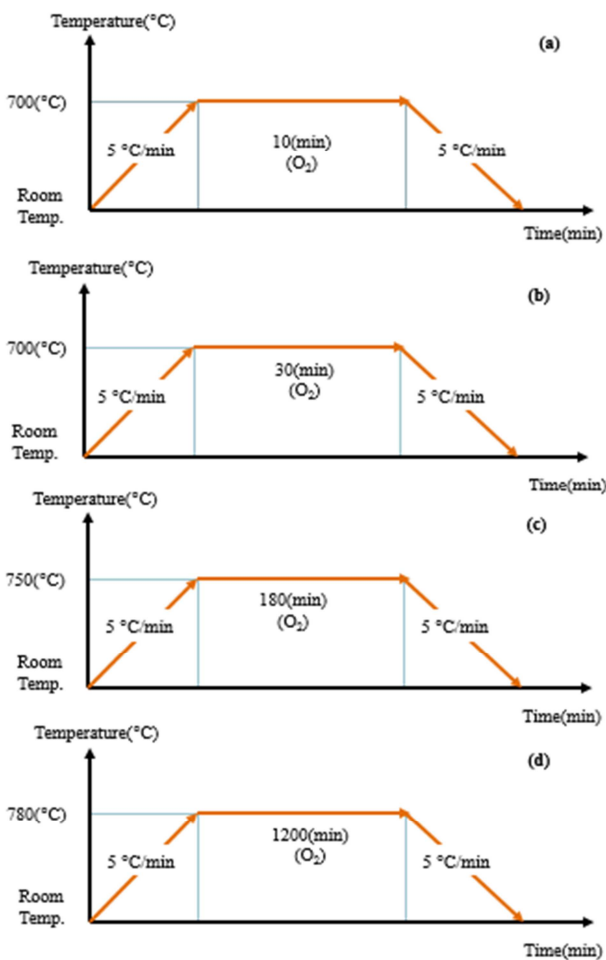 Temperature(°C)
(a)
700(°C)
5 °C/min
10(min)
(O₂)
5 °C/min
Room
Temp.
Time(min)
Temperature(°C)
(b)
700(°C)
5 °C/min
30(min)
(O₂)
5 °C/min
Room
Temp.
Time(min)
Temperature(°C)
(c)
750(°C)
5 °C/min
180(min)
(O₂)
5 °C/min
Room
Temp.
Time(min)
Temperature(°C)
(d)
780(°C)
5 °C/min
1200(min)
(O₂)
5 °C/min
Room
Temp.
Time(min)